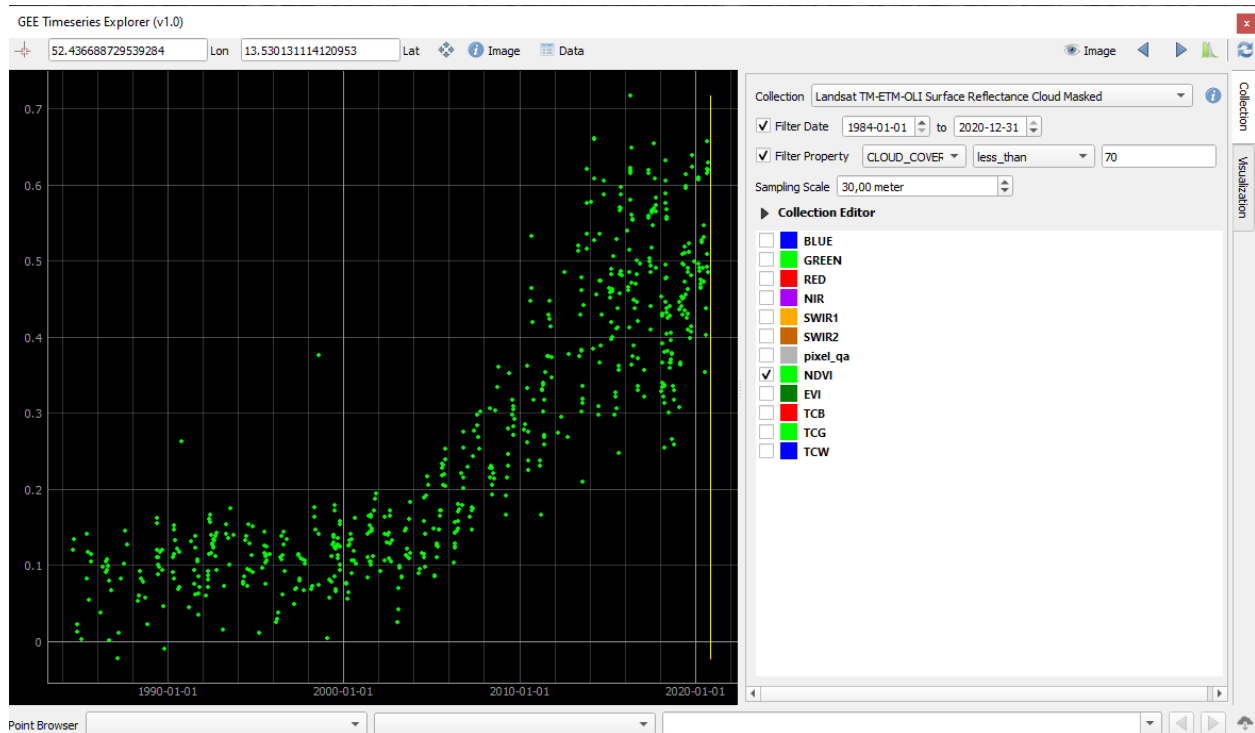 GEE Timeseries Explorer (v1.0)
x
52.436688729539284 Lon 13.530131114120953 Lat Image Data Image
Collection Landsat TM-ETM-OLI Surface Reflectance Cloud Masked
Filter Date 1984-01-01 to 2020-12-31
Filter Property CLOUD_COVER less_than 70
Sampling Scale 30,00 meter
Collection Editor
BLUE
GREEN
RED
NIR
SWIR1
SWIR2
pixel_qa
NDVI
EVI
TCB
TCG
TCW
Collection
Visualization
0.7
0.6
0.5
0.4
0.3
0.2
0.1
0
1990-01-01 2000-01-01 2010-01-01 2020-01-01
Point Browser